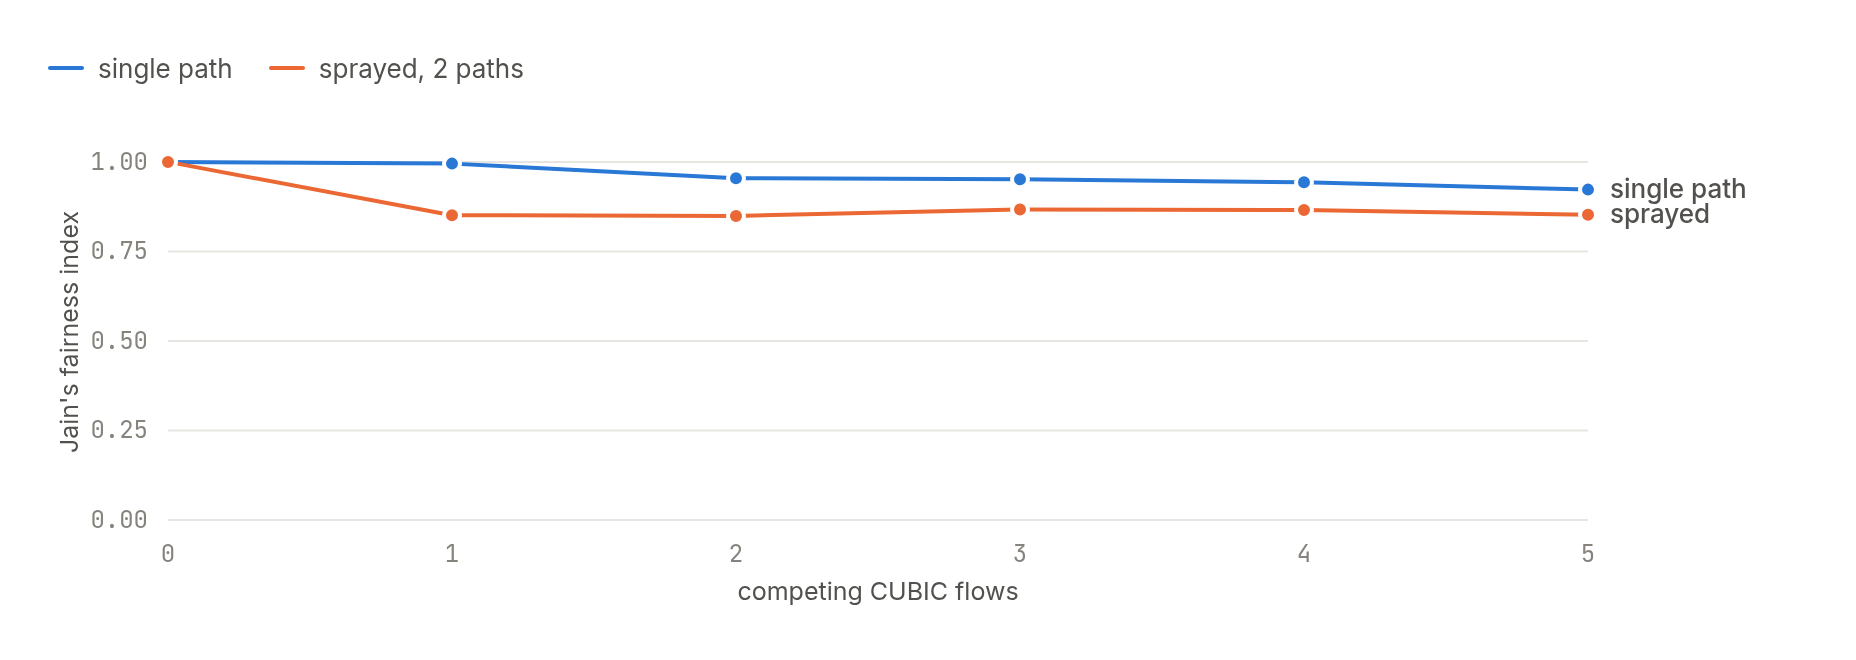 single path
sprayed, 2 paths
Jain's fairness index
1.00
0.75
0.50
0.25
0.00
single path
sprayed
0 1 2 3 4 5
competing CUBIC flows